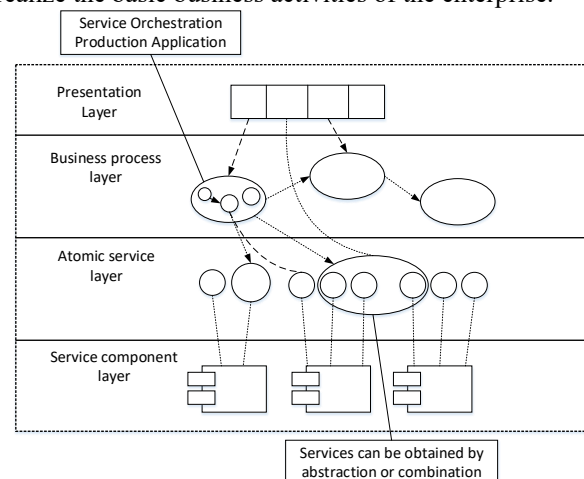 realize the basic business activities of the enterprise.
Service Orchestration
Production Application
Presentation
Layer
Business process
layer
Atomic service
layer
Service component
layer
Services can be obtained by
abstraction or combination